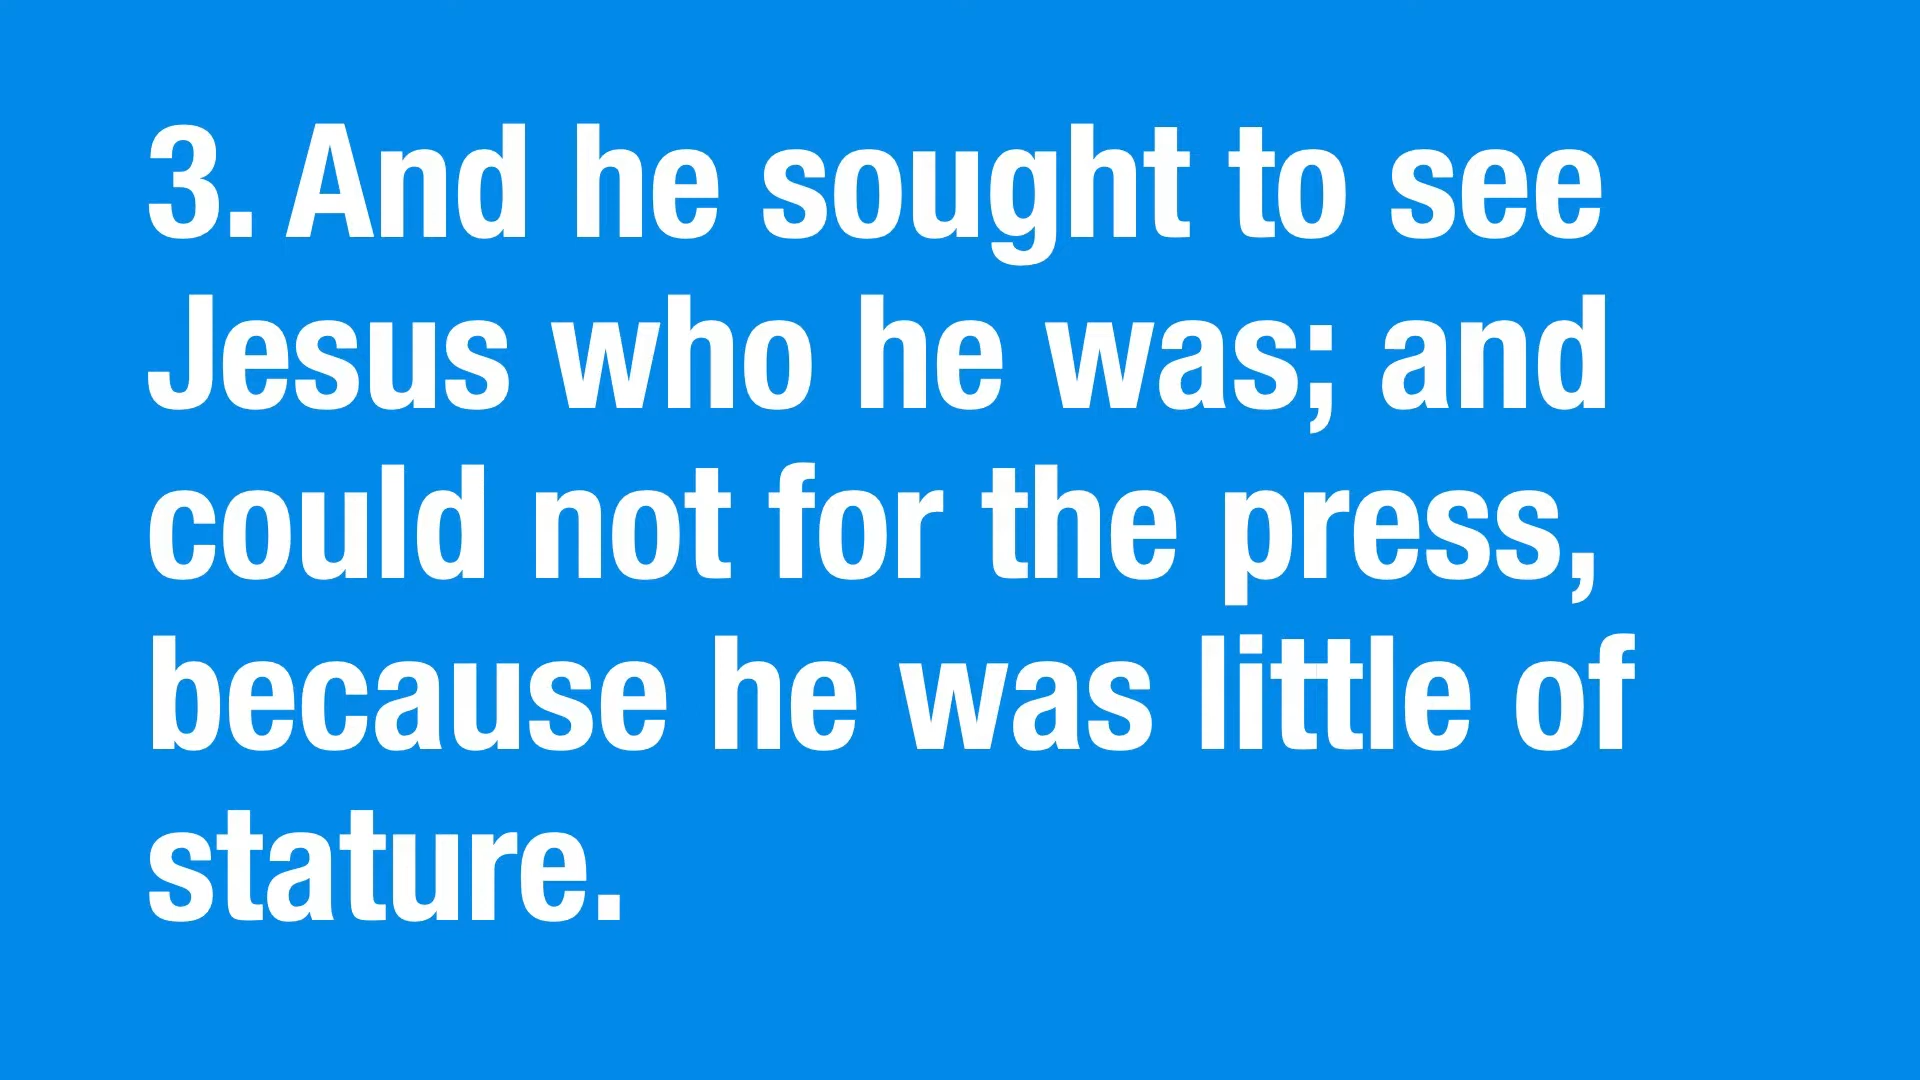 3. And he sought to see
Jesus who he was; and
could not for the press,
because he was little of
stature.